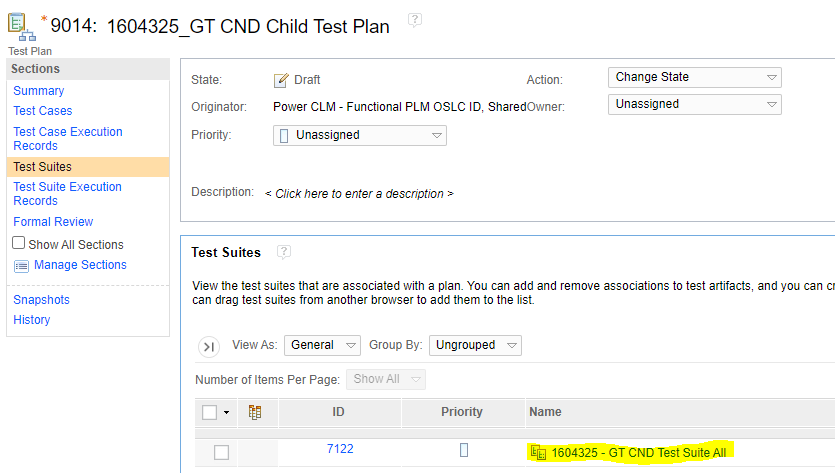 * 9014: 1604325_GT CND Child Test Plan ?
Test Plan
Sections
Summary
Test Cases
Test Case Execution
Records
Test Suites
Test Suite Execution
Records
Formal Review
Show All Sections
Manage Sections
Snapshots
History
State: Draft Action: Change State
Originator: Power CLM - Functional PLM OSLC ID, Shared Owner: Unassigned
Priority: Unassigned
Description: < Click here to enter a description >
Test Suites ?
View the test suites that are associated with a plan. You can add and remove associations to test artifacts, and you can cr
can drag test suites from another browser to add them to the list.
View As: General Group By: Ungrouped
Number of Items Per Page: Show All
ID Priority Name
7122 1604325 - GT CND Test Suite All